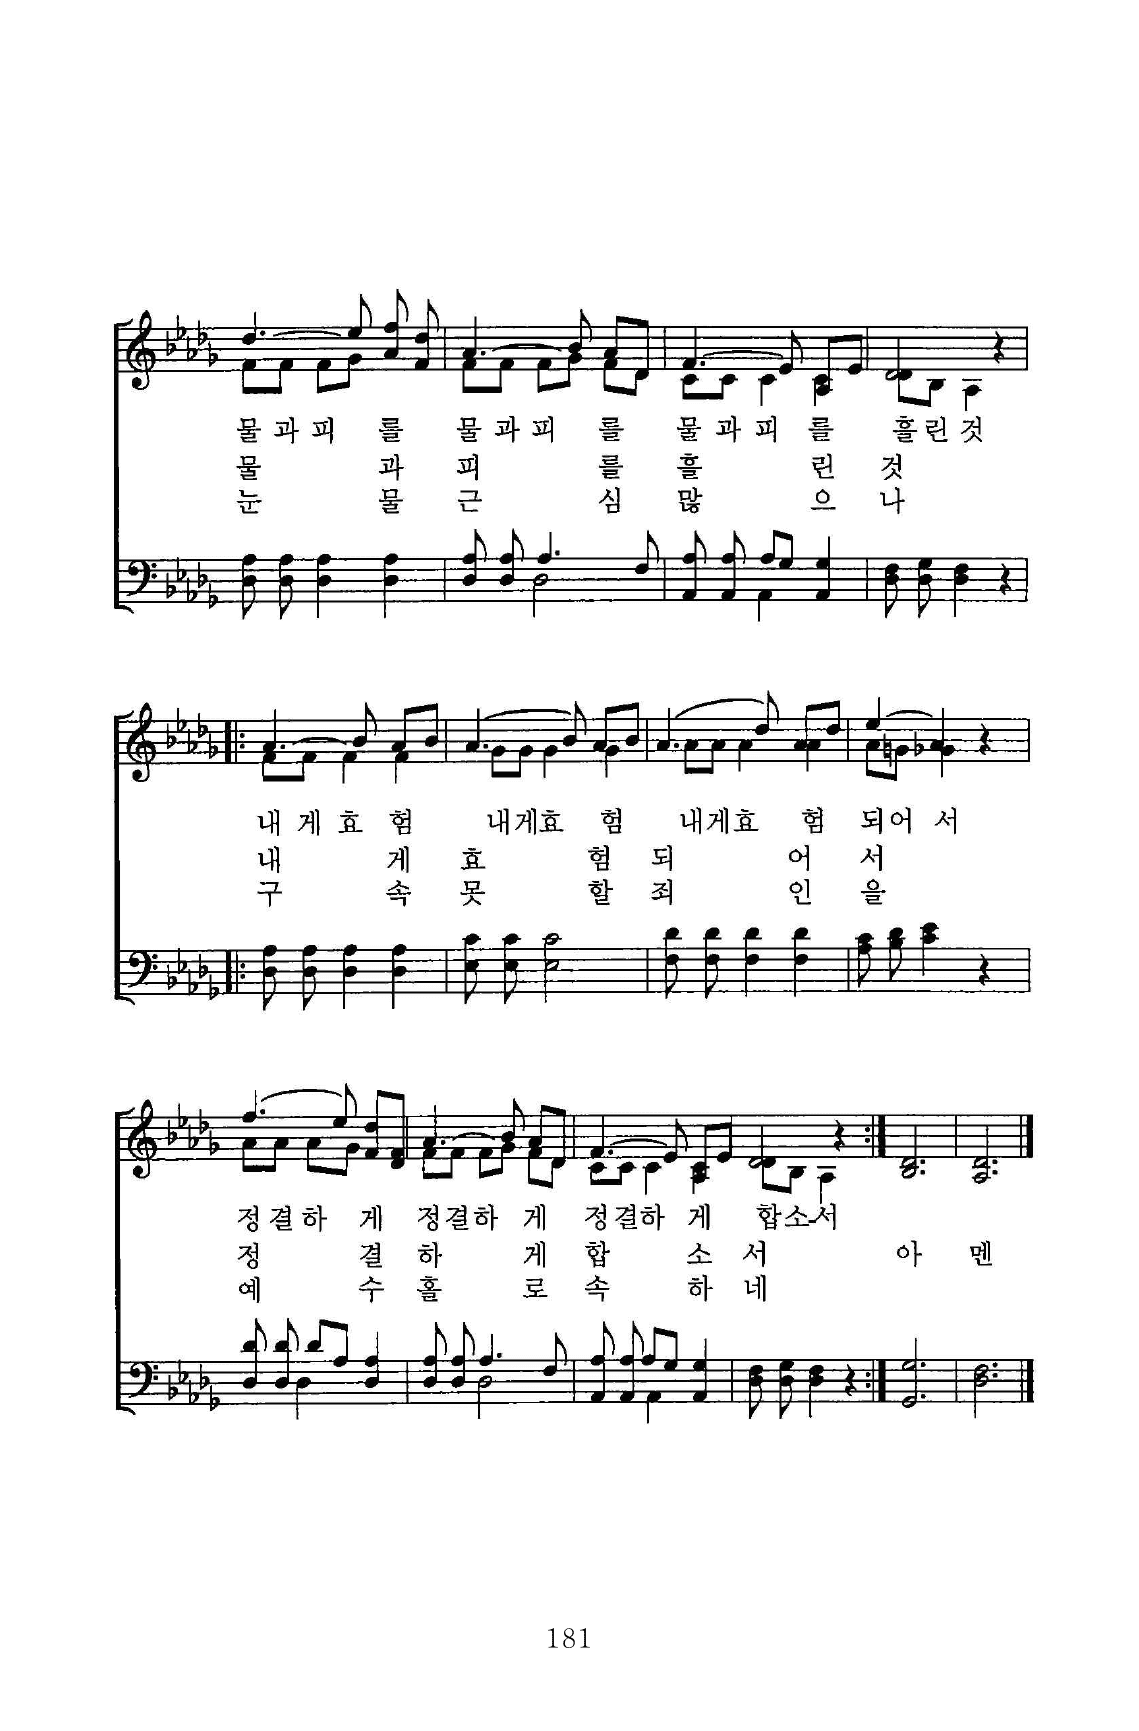 물과피 를 물과피 를 물과피 를 흘린것
물 과 피 를 흘 린 것
눈 물 근 심 많 으 나
내게효 험 내게효 험 내게효 험 되어 서
내 게 효 험 되 어 서
구 속 못 할 죄 인 을
정결하 게 정결하 게 정결하 게 합소-서
정 결 하 게 합 소 서 아 멘
예 수 홀 로 속 하 네
181